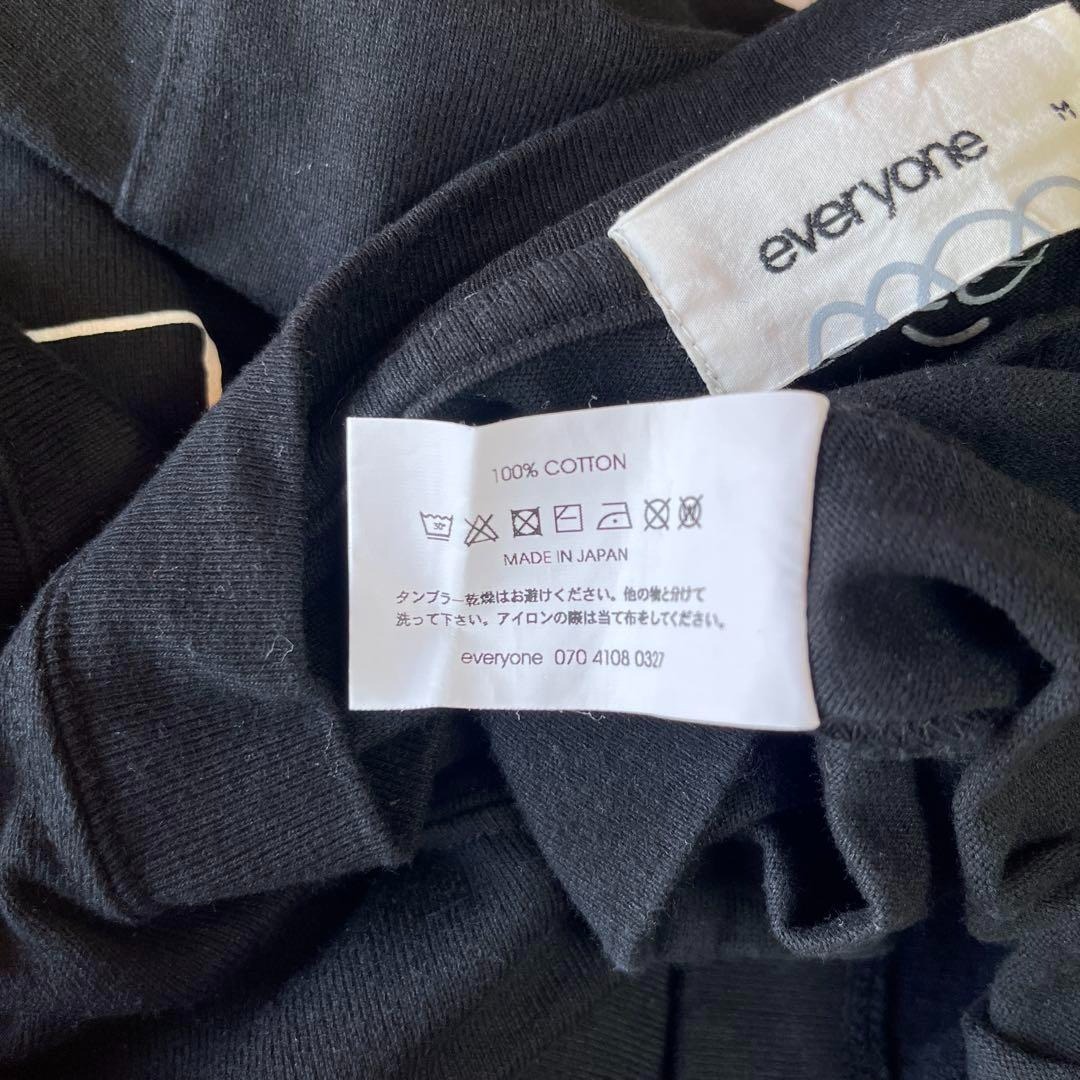 everyone
M
100% COTTON
30°
W
MADE IN JAPAN
タンブラー乾燥はお避けください。他の物と分けて
洗って下さい。アイロンの際は当て布をしてください。
everyone 070 4108 0327